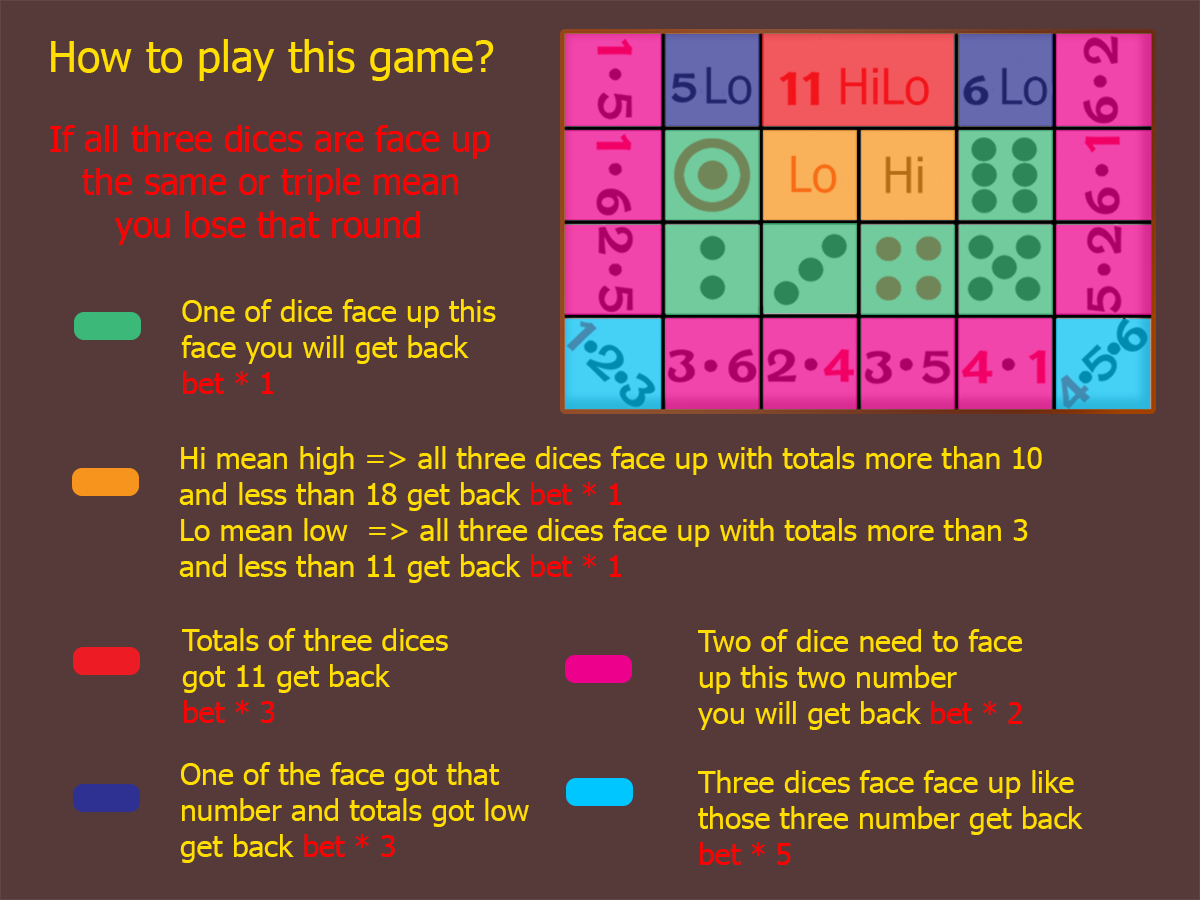 How to play this game?
If all three dices are face up
the same or triple mean
you lose that round
1•5
5 Lo
11 HiLo
6 Lo
6•2
1•6
Lo
Hi
6•1
2•5
5•2
1•2•3
3•6
2•4
3•5
4•1
4•5•6
One of dice face up this
face you will get back
bet * 1
Hi mean high => all three dices face up with totals more than 10
and less than 18 get back bet * 1
Lo mean low  => all three dices face up with totals more than 3
and less than 11 get back bet * 1
Totals of three dices
got 11 get back
bet * 3
Two of dice need to face
up this two number
you will get back bet * 2
One of the face got that
number and totals got low
get back bet * 3
Three dices face face up like
those three number get back
bet * 5